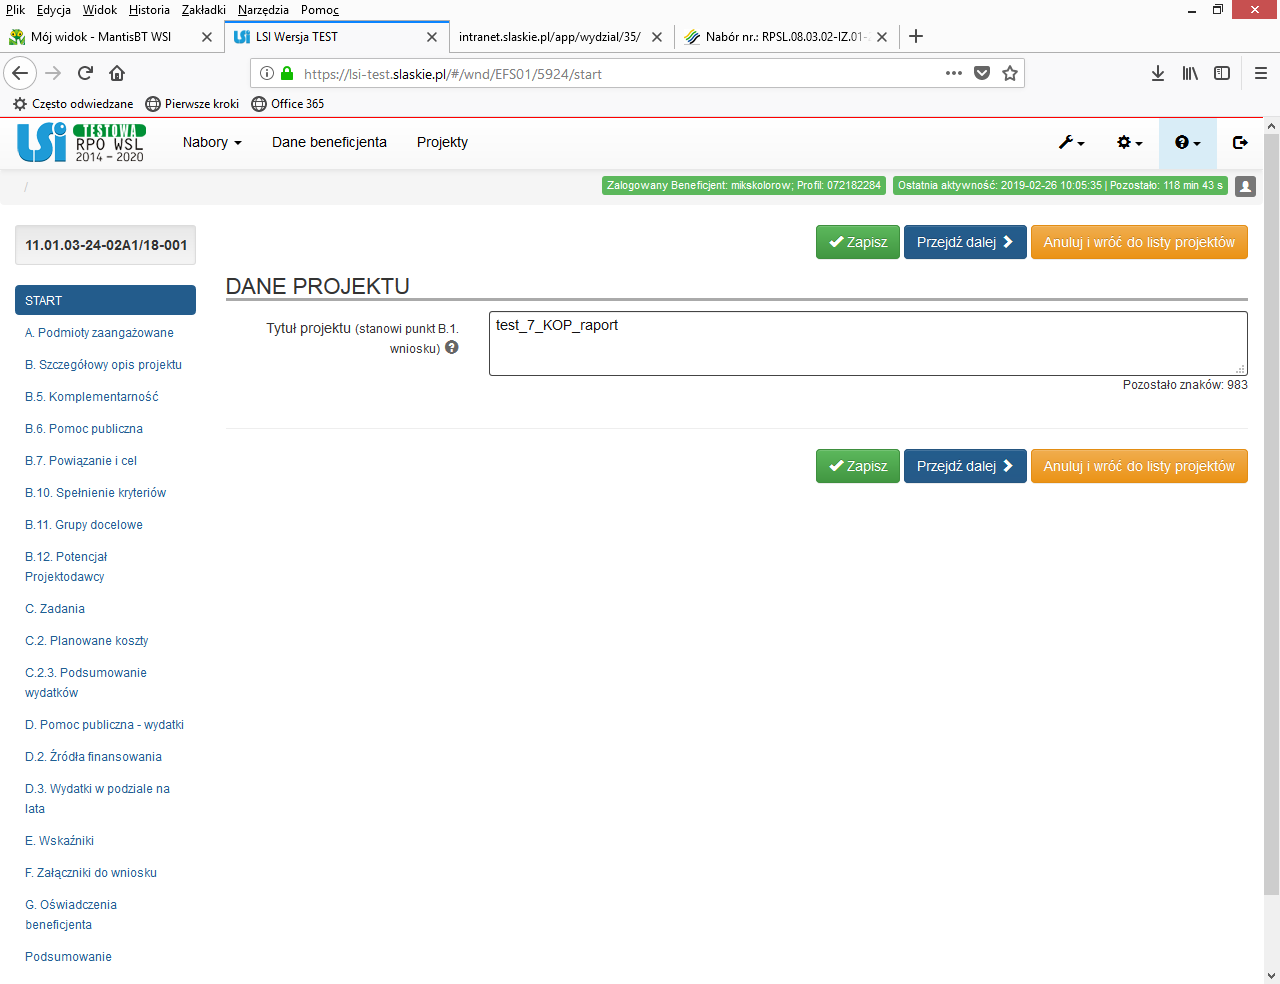 Plik Edycja Widok Historia Zakładki Narzędzia Pomoc
Mój widok - MantisBT WSI
LSI Wersja TEST
intranet.slaskie.pl/app/wydzial/35/
Nabór nr.: RPSL.08.03.02-IZ.01-
https://lsi-test.slaskie.pl/#/wnd/EFS01/5924/start
Często odwiedzane Pierwsze kroki Office 365
LSI TESTOWA
RPO WSL
2014 – 2020
Nabory Dane beneficjenta Projekty
/
Zalogowany Beneficjent: mikskolorow; Profil: 072182284
Ostatnia aktywność: 2019-02-26 10:05:35 | Pozostało: 118 min 43 s
11.01.03-24-02A1/18-001
Zapisz Przejdź dalej Anuluj i wróć do listy projektów
DANE PROJEKTU
START
A. Podmioty zaangażowane
B. Szczegółowy opis projektu
B.5. Komplementarność
B.6. Pomoc publiczna
B.7. Powiązanie i cel
B.10. Spełnienie kryteriów
B.11. Grupy docelowe
B.12. Potencjał
Projektodawcy
C. Zadania
C.2. Planowane koszty
C.2.3. Podsumowanie
wydatków
D. Pomoc publiczna - wydatki
D.2. Źródła finansowania
D.3. Wydatki w podziale na
lata
E. Wskaźniki
F. Załączniki do wniosku
G. Oświadczenia
beneficjenta
Podsumowanie
Tytuł projektu (stanowi punkt B.1.
wniosku)
test_7_KOP_raport
Pozostało znaków: 983
Zapisz Przejdź dalej Anuluj i wróć do listy projektów